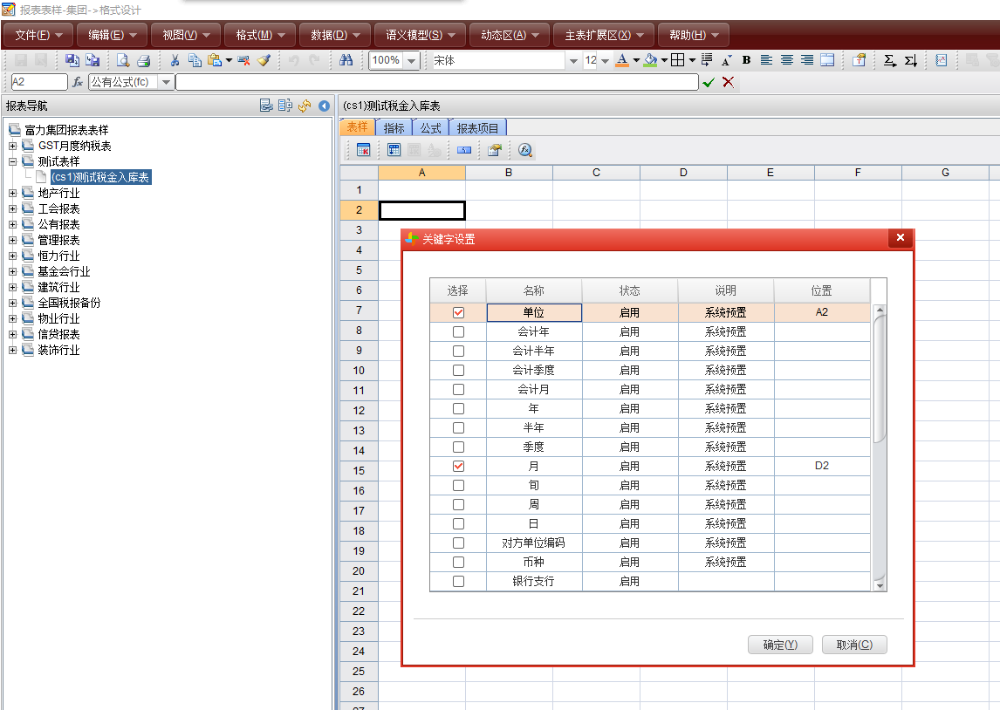 报表表样-集团->格式设计
文件(F) 编辑(E) 视图(V) 格式(M) 数据(D) 语义模型(S) 动态区(A) 主表扩展区(X) 帮助(H)
100% 宋体 12 A A B
A2 fx 公有公式(fc)
报表导航
富力集团报表表样
GST月度纳税表
测试表样
(cs1)测试税金入库表
地产行业
工会报表
公有报表
管理报表
恒力行业
基金会行业
建筑行业
全国税报备份
物业行业
信贷报表
装饰行业
(cs1)测试税金入库表
表样 指标 公式 报表项目
A B C D E F G
1
2
3
4
5
6
7
8
9
10
11
12
13
14
15
16
17
18
19
20
21
22
23
24
25
26
27
关键字设置
选择 名称 状态 说明 位置
单位 启用 系统预置 A2
会计年 启用 系统预置
会计半年 启用 系统预置
会计季度 启用 系统预置
会计月 启用 系统预置
年 启用 系统预置
半年 启用 系统预置
季度 启用 系统预置
月 启用 系统预置 D2
旬 启用 系统预置
周 启用 系统预置
日 启用 系统预置
对方单位编码 启用 系统预置
币种 启用 系统预置
银行支行 启用
确定(Y) 取消(C)